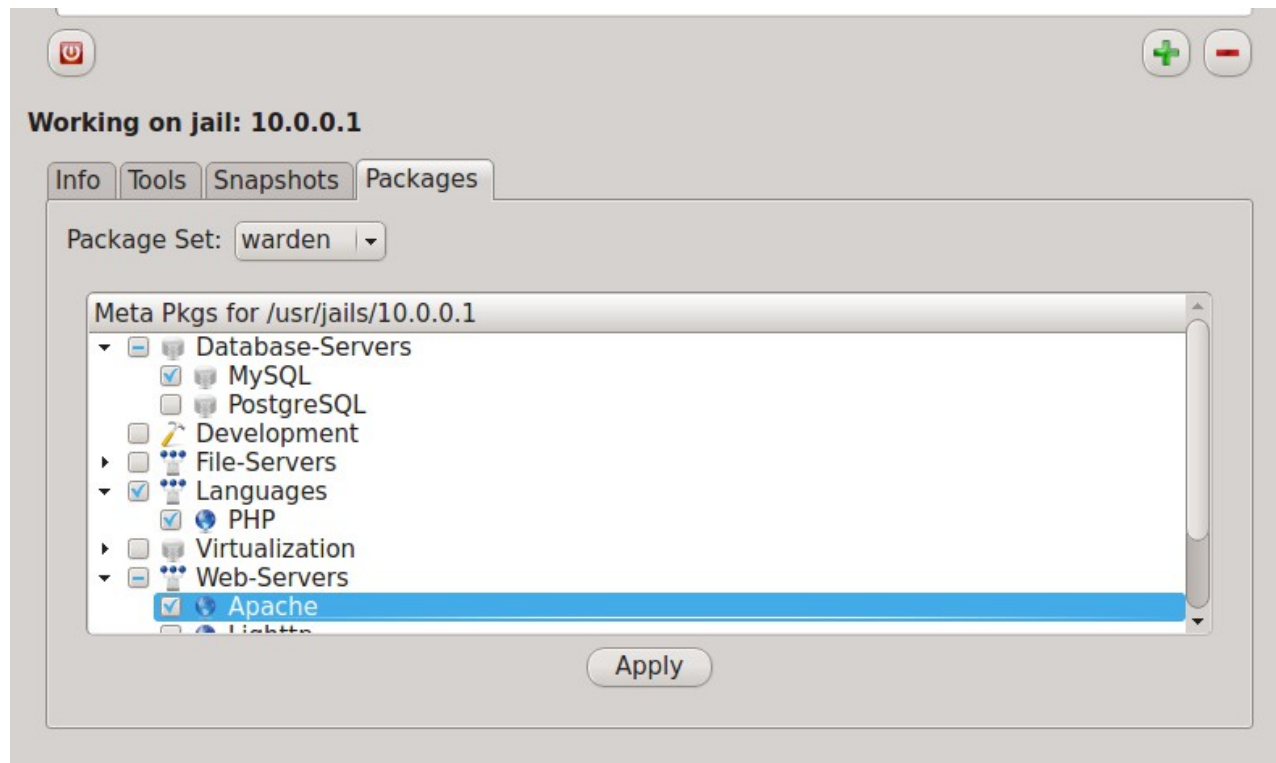 Working on jail: 10.0.0.1
Info Tools Snapshots Packages
Package Set: warden
Meta Pkgs for /usr/jails/10.0.0.1
Database-Servers
MySQL
PostgreSQL
Development
File-Servers
Languages
PHP
Virtualization
Web-Servers
Apache
Apply